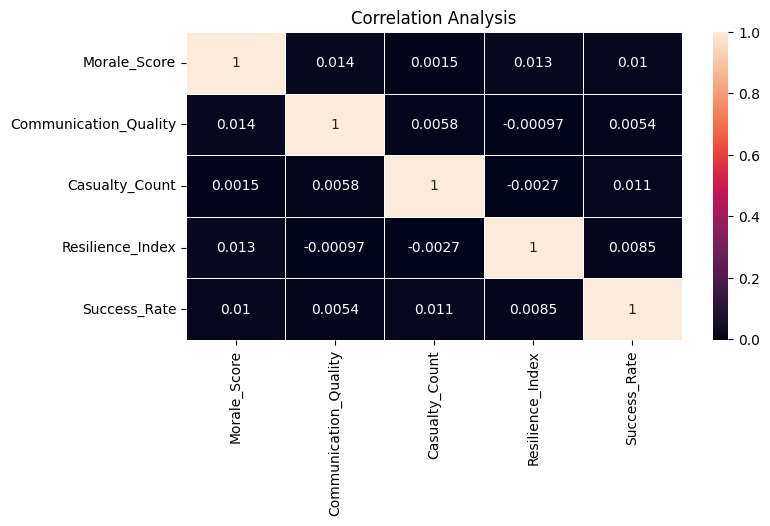 Correlation Analysis
Morale_Score 1 0.014 0.0015 0.013 0.01
Communication_Quality 0.014 1 0.0058 -0.00097 0.0054
Casualty_Count 0.0015 0.0058 1 -0.0027 0.011
Resilience_Index 0.013 -0.00097 -0.0027 1 0.0085
Success_Rate 0.01 0.0054 0.011 0.0085 1
Morale_Score
Communication_Quality
Casualty_Count
Resilience_Index
Success_Rate
1.0
0.8
0.6
0.4
0.2
0.0